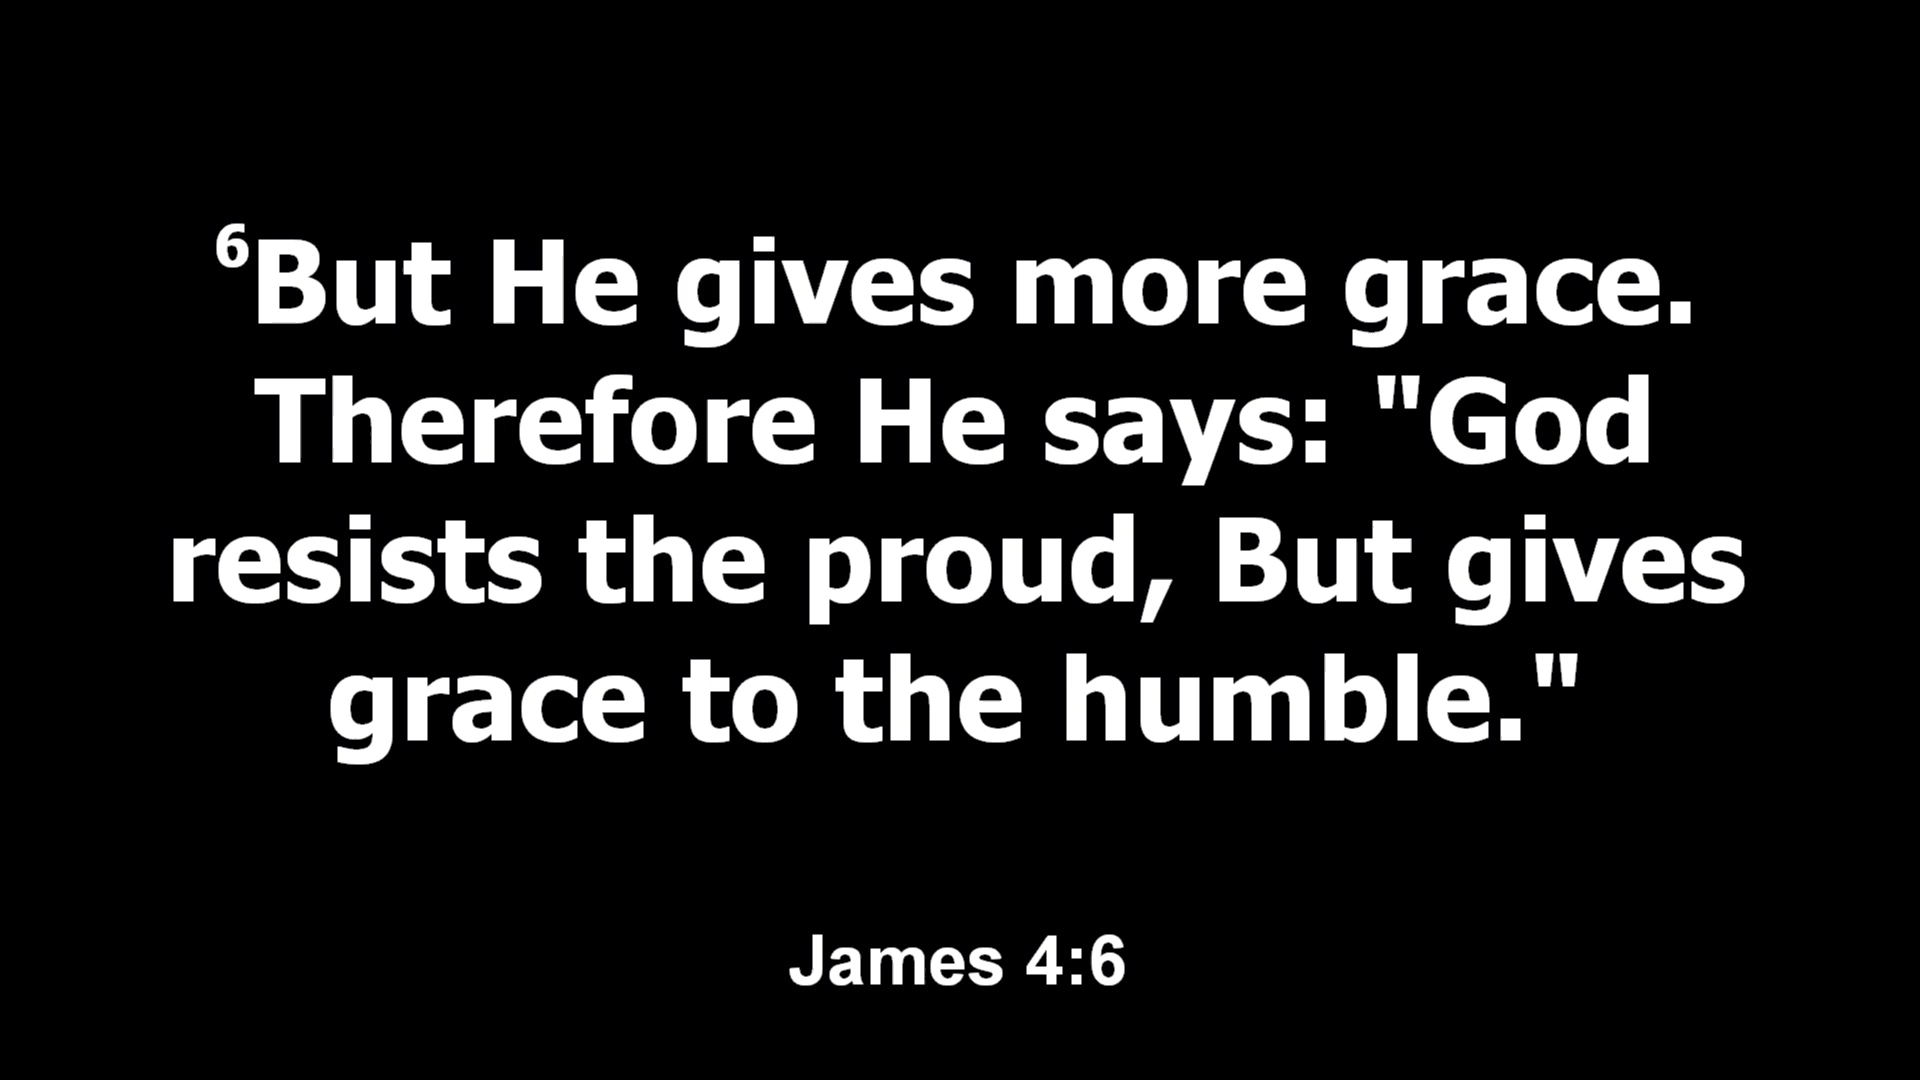 ⁶But He gives more grace.
Therefore He says: "God
resists the proud, But gives
grace to the humble."
James 4:6